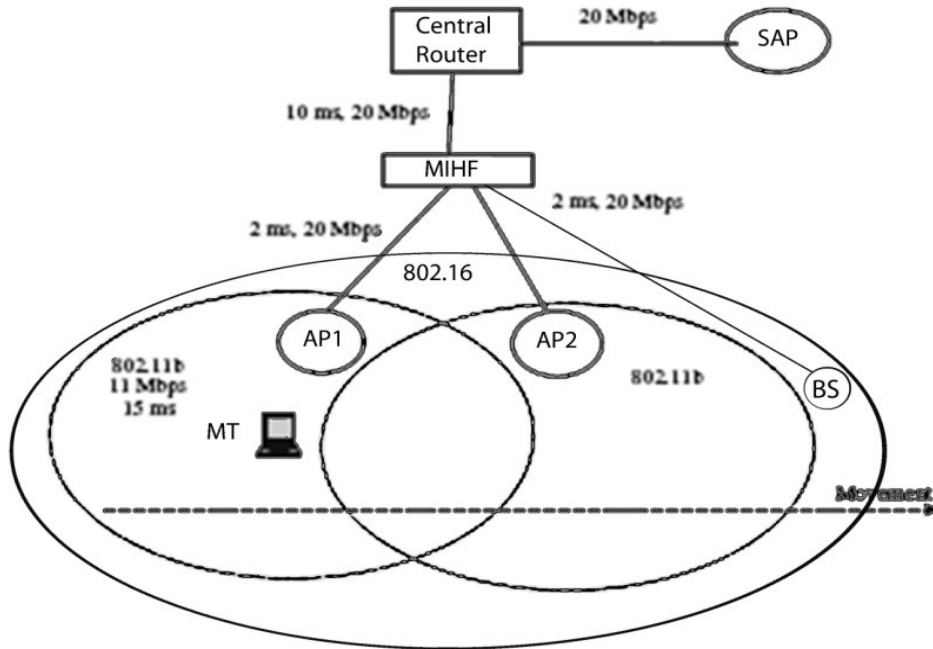 Central
Router
20 Mbps
SAP
10 ms, 20 Mbps
MIHF
2 ms, 20 Mbps
2 ms, 20 Mbps
802.16
AP1
AP2
802.11b
11 Mbps
15 ms
802.11b
BS
MT
Movement